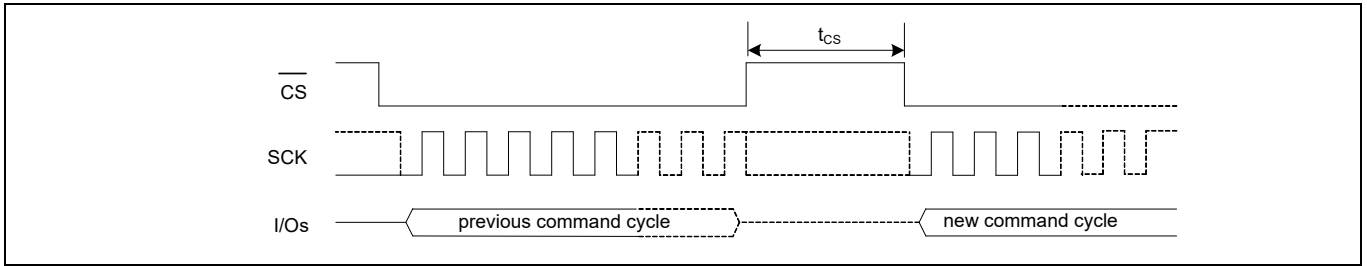 tCS
CS
SCK
I/Os
previous command cycle
new command cycle